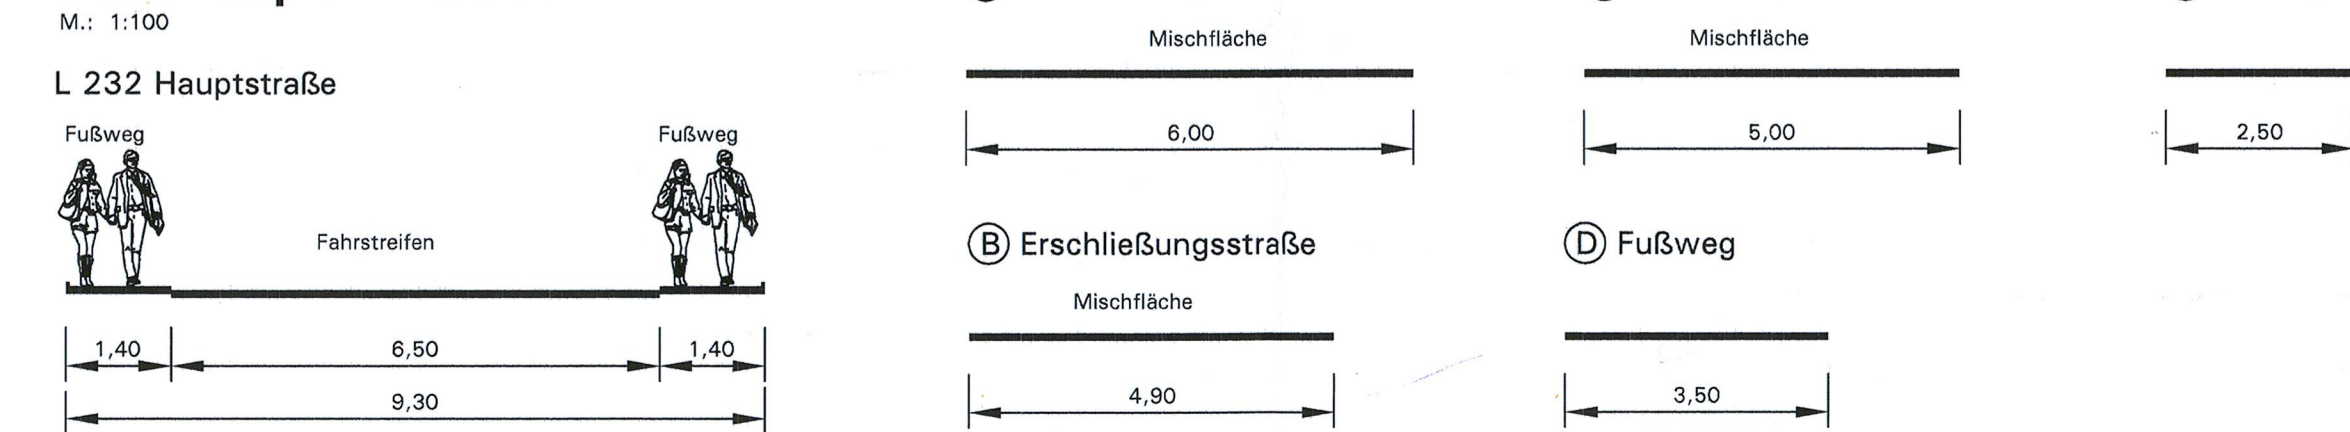 M.: 1:100
L 232 Hauptstraße
Fußweg
Fußweg
Fahrstreifen
1,40
6,50
1,40
9,30
Mischfläche
6,00
B Erschließungsstraße
Mischfläche
4,90
Mischfläche
5,00
D Fußweg
3,50
2,50